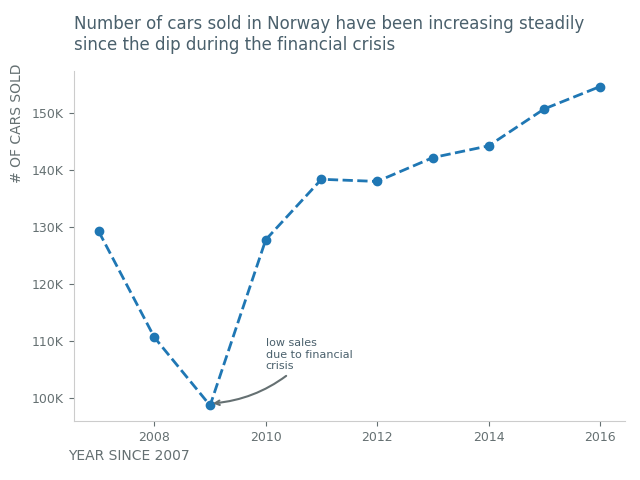 Number of cars sold in Norway have been increasing steadily
since the dip during the financial crisis
# OF CARS SOLD
150K
140K
130K
120K
110K
100K
low sales
due to financial
crisis
2008
2010
2012
2014
2016
YEAR SINCE 2007